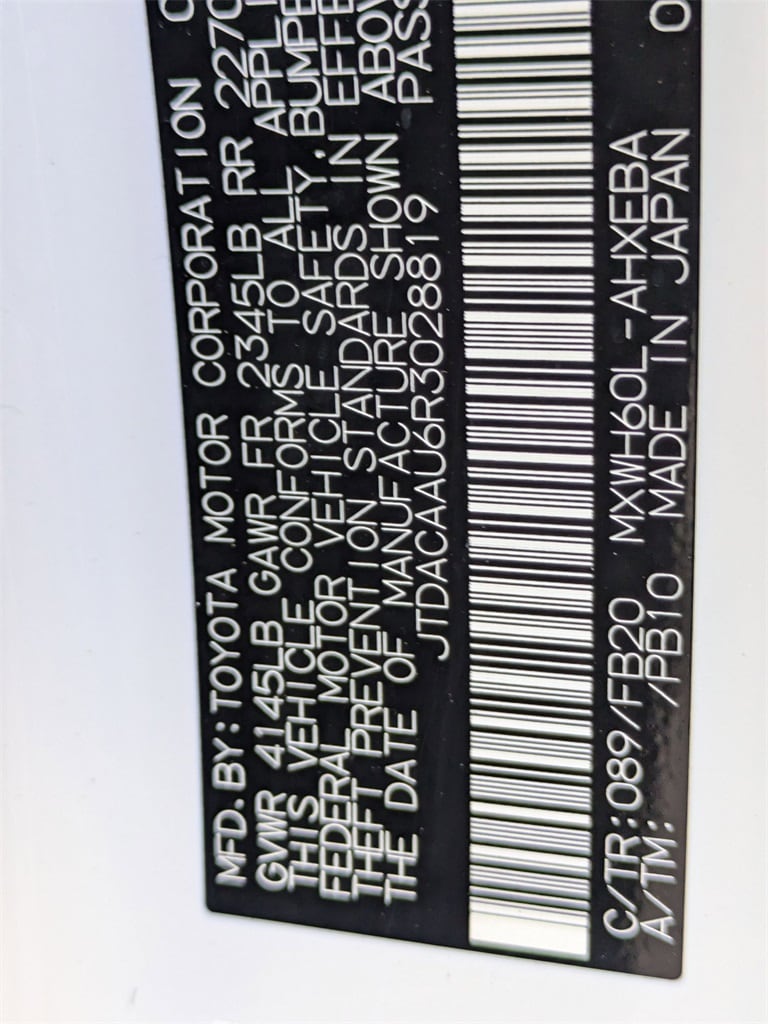 MFD. BY: TOYOTA MOTOR CORPORATION
GVWR 4145LB GAWR FR 2345LB RR 2270
THIS VEHICLE CONFORMS TO ALL APPL
FEDERAL MOTOR VEHICLE SAFETY, BUMPE
THEFT PREVENTION STANDARDS IN EFFE
THE DATE OF MANUFACTURE SHOWN ABOV
JTDACAAU6R3028819 PASS
C/TR: 089/FB20 MXWH60L-AHXEBA
A/TM: /PB10 MADE IN JAPAN